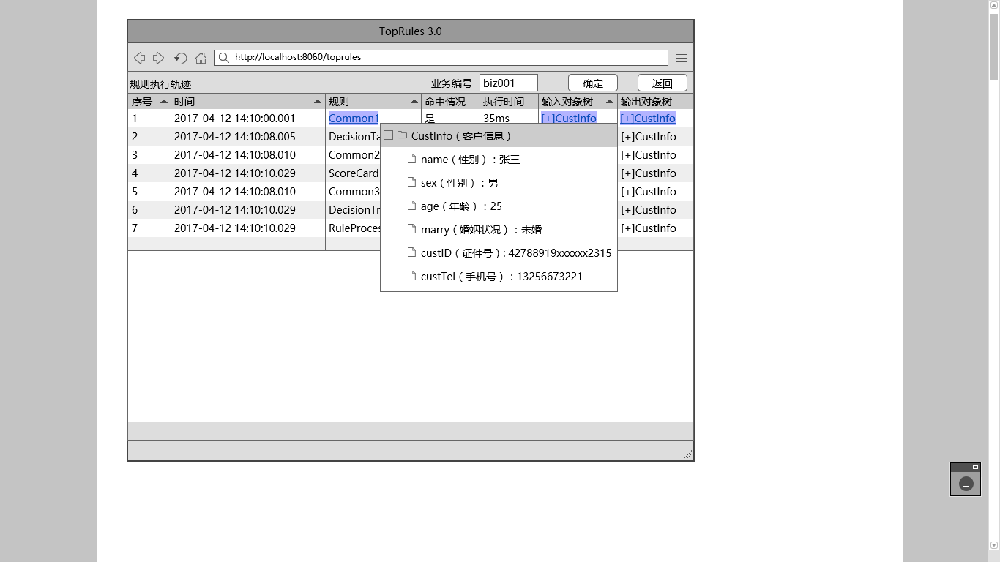 TopRules 3.0
http://localhost:8080/toprules
规则执行轨迹 业务编号 biz001 确定 返回
序号 时间 规则 命中情况 执行时间 输入对象树 输出对象树
1 2017-04-12 14:10:00.001 Common1 是 35ms [+]CustInfo [+]CustInfo
2 2017-04-12 14:10:08.005 DecisionTa [+]CustInfo
3 2017-04-12 14:10:08.010 Common2 [+]CustInfo
4 2017-04-12 14:10:10.029 ScoreCard [+]CustInfo
5 2017-04-12 14:10:08.010 Common3 [+]CustInfo
6 2017-04-12 14:10:10.029 DecisionTr [+]CustInfo
7 2017-04-12 14:10:10.029 RuleProces [+]CustInfo
CustInfo（客户信息）
name（性别）：张三
sex（性别）：男
age（年龄）：25
marry（婚姻状况）：未婚
custID（证件号）: 42788919xxxxxx2315
custTel（手机号）：13256673221